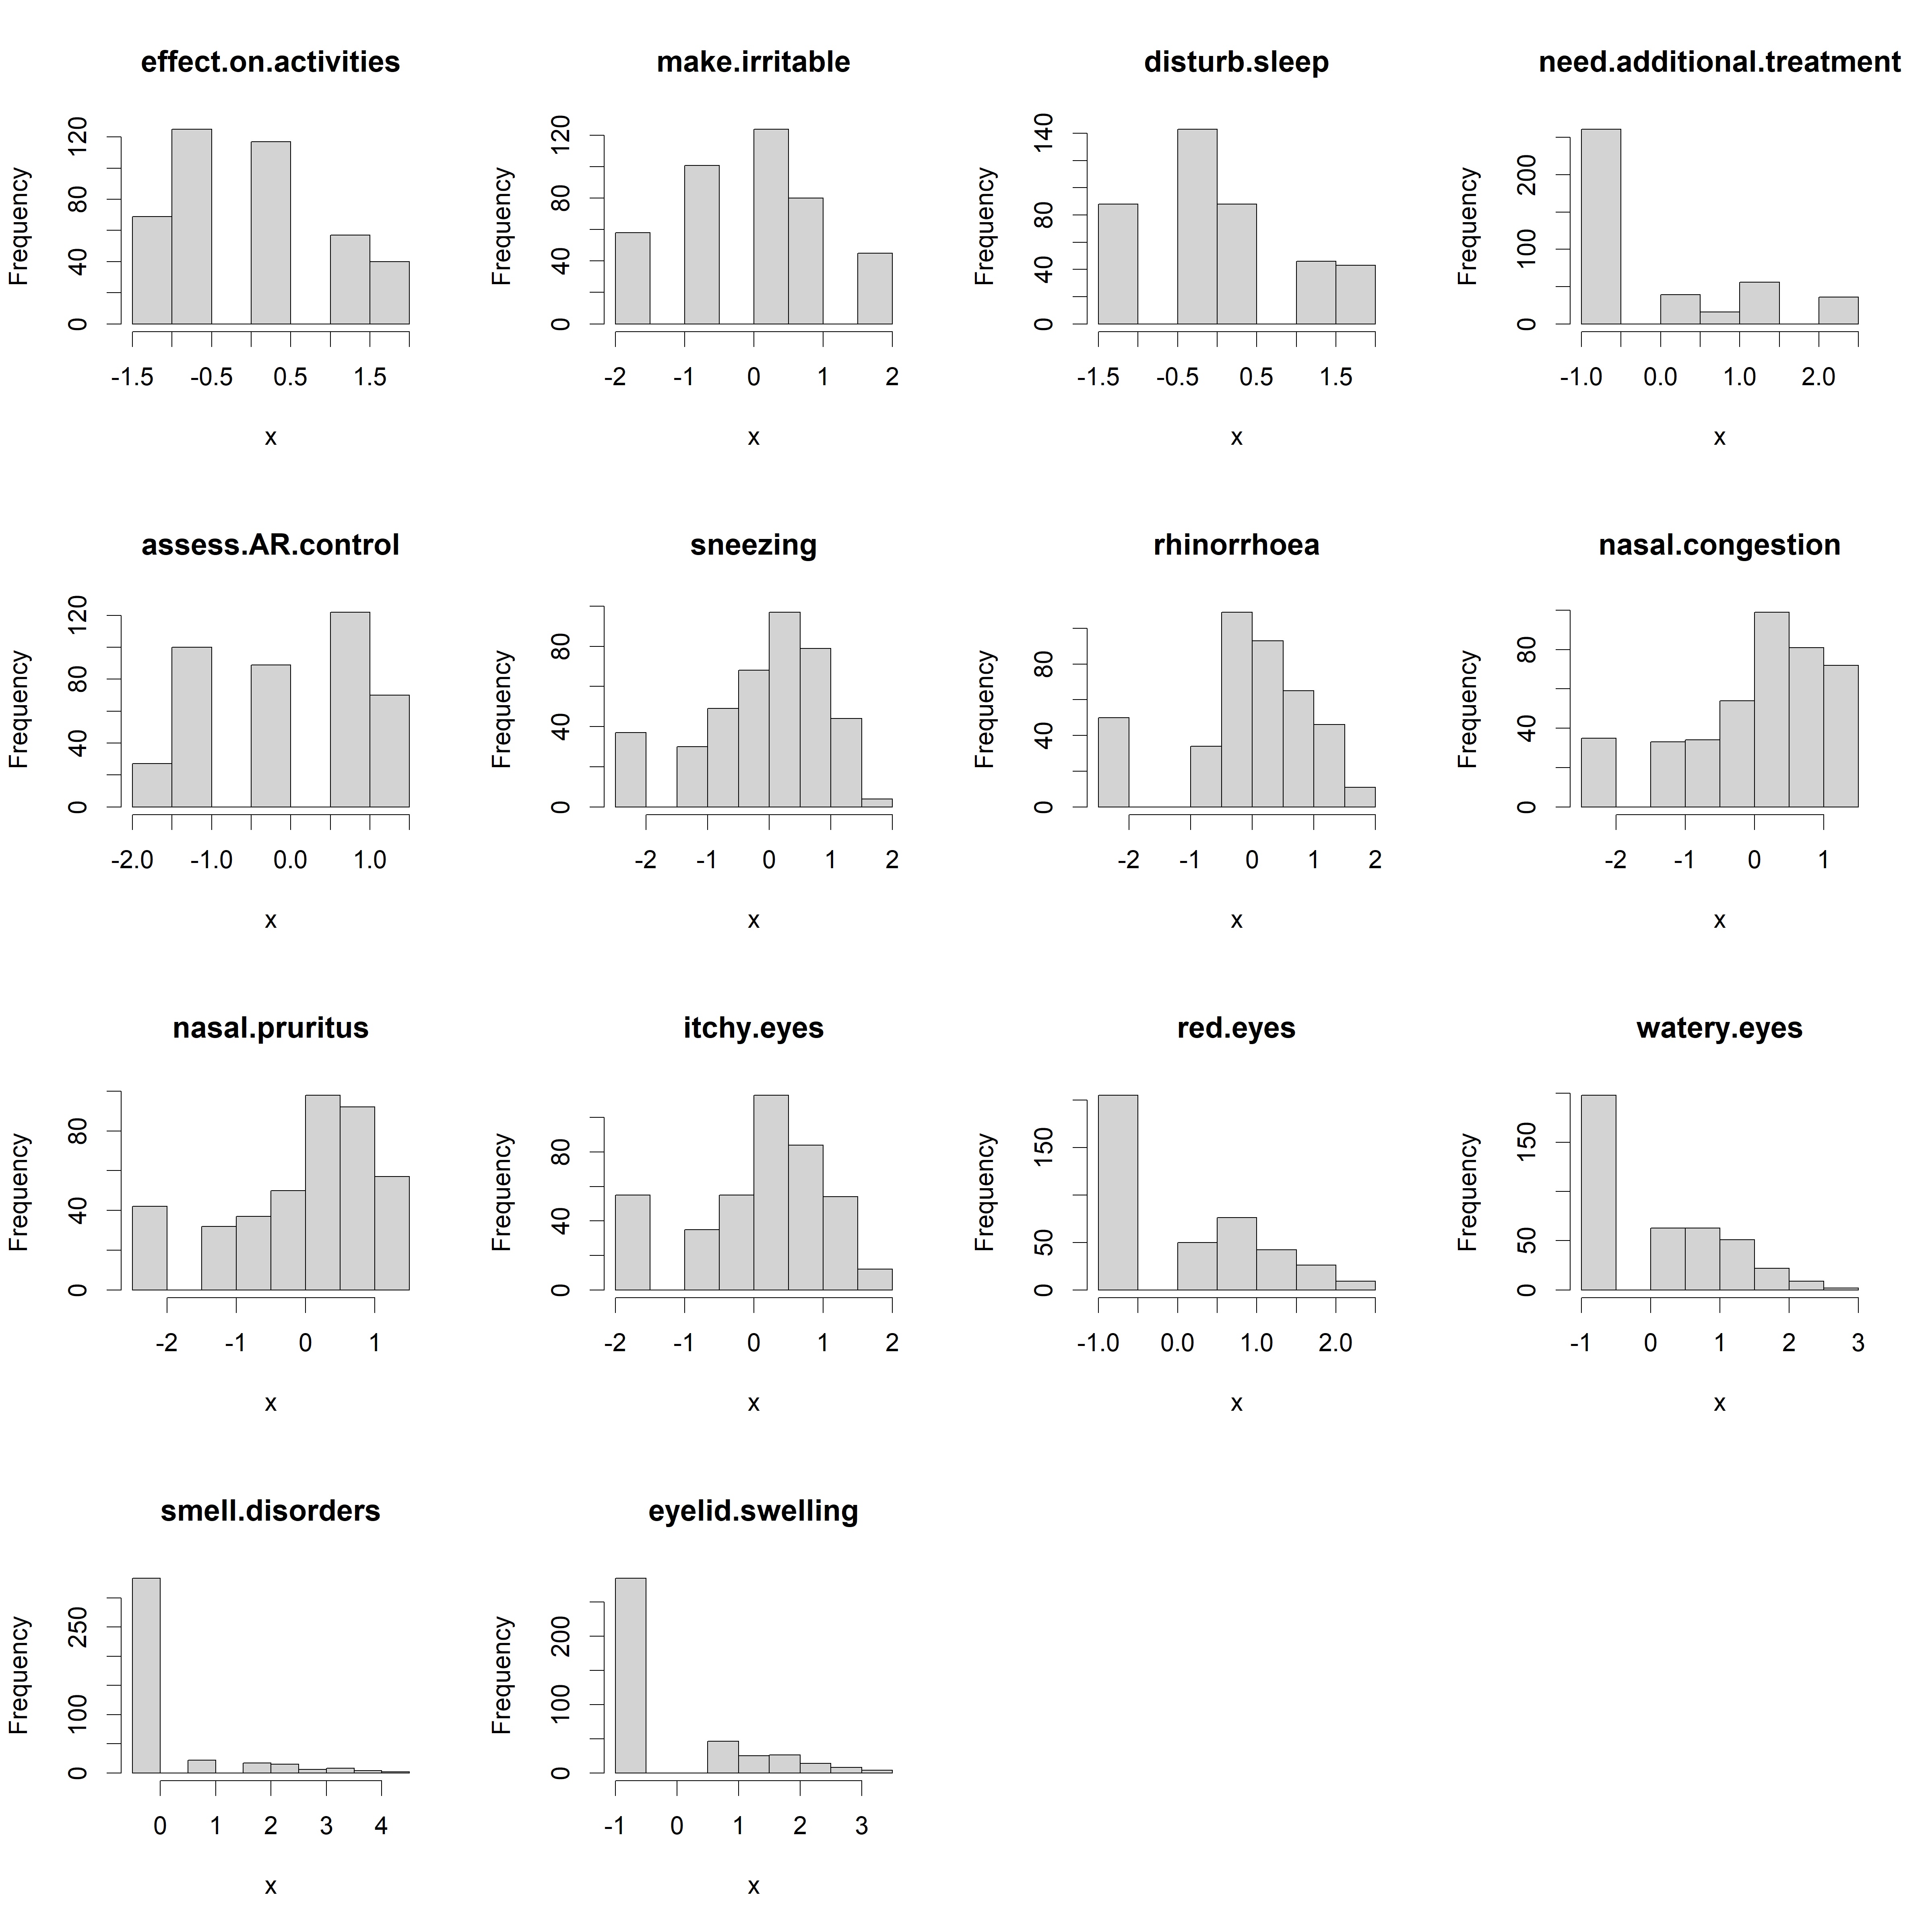 effect.on.activities
Frequency
0 40 80 120
-1.5 -0.5 0.5 1.5
x
make.irritable
Frequency
0 40 80 120
-2 -1 0 1 2
x
disturb.sleep
Frequency
0 40 80 140
-1.5 -0.5 0.5 1.5
x
need.additional.treatment
Frequency
0 100 200
-1.0 0.0 1.0 2.0
x
assess.AR.control
Frequency
0 40 80 120
-2.0 -1.0 0.0 1.0
x
sneezing
Frequency
0 40 80
-2 -1 0 1 2
x
rhinorrhoea
Frequency
0 40 80
-2 -1 0 1 2
x
nasal.congestion
Frequency
0 40 80
-2 -1 0 1
x
nasal.pruritus
Frequency
0 40 80
-2 -1 0 1
x
itchy.eyes
Frequency
0 40 80
-2 -1 0 1 2
x
red.eyes
Frequency
0 50 150
-1.0 0.0 1.0 2.0
x
watery.eyes
Frequency
0 50 150
-1 0 1 2 3
x
smell.disorders
Frequency
0 100 250
0 1 2 3 4
x
eyelid.swelling
Frequency
0 100 200
-1 0 1 2 3
x